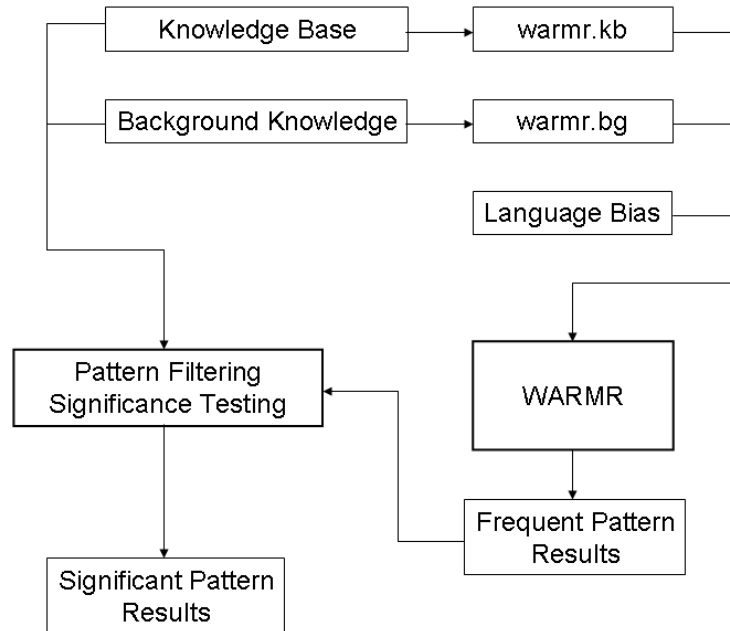 Knowledge Base
warmr.kb
Background Knowledge
warmr.bg
Language Bias
Pattern Filtering
Significance Testing
WARMR
Frequent Pattern
Results
Significant Pattern
Results